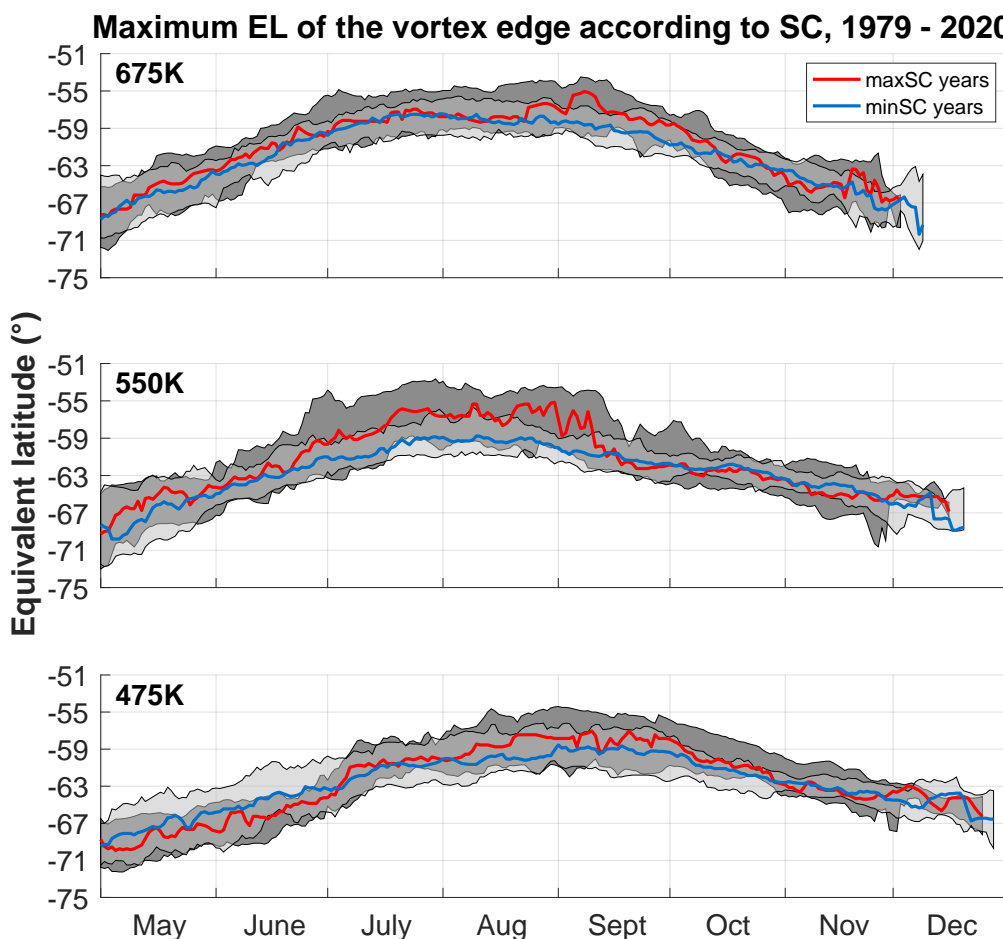 Maximum EL of the vortex edge according to SC, 1979 - 2020
-51
-55
-59
-63
-67
-71
-75
675K
maxSC years
minSC years
Equivalent latitude (°)
-51
-55
-59
-63
-67
-71
-75
550K
-51
-55
-59
-63
-67
-71
-75
475K
May June July Aug Sept Oct Nov Dec